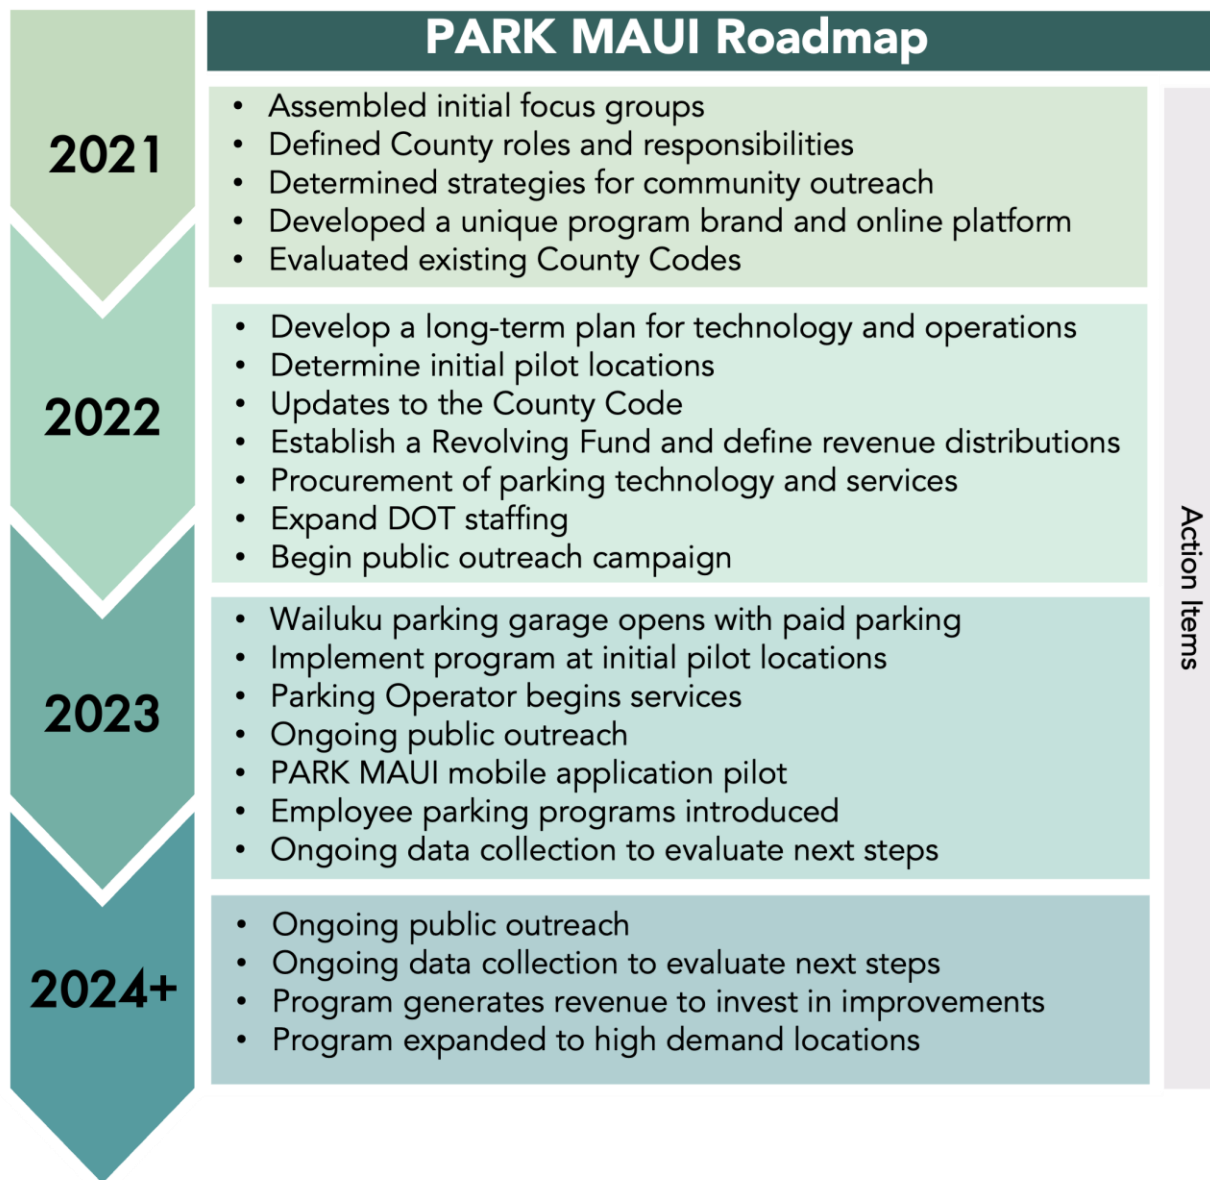 PARK MAUI Roadmap
2021
• Assembled initial focus groups
• Defined County roles and responsibilities
• Determined strategies for community outreach
• Developed a unique program brand and online platform
• Evaluated existing County Codes
2022
• Develop a long-term plan for technology and operations
• Determine initial pilot locations
• Updates to the County Code
• Establish a Revolving Fund and define revenue distributions
• Procurement of parking technology and services
• Expand DOT staffing
• Begin public outreach campaign
2023
• Wailuku parking garage opens with paid parking
• Implement program at initial pilot locations
• Parking Operator begins services
• Ongoing public outreach
• PARK MAUI mobile application pilot
• Employee parking programs introduced
• Ongoing data collection to evaluate next steps
2024+
• Ongoing public outreach
• Ongoing data collection to evaluate next steps
• Program generates revenue to invest in improvements
• Program expanded to high demand locations
Action Items